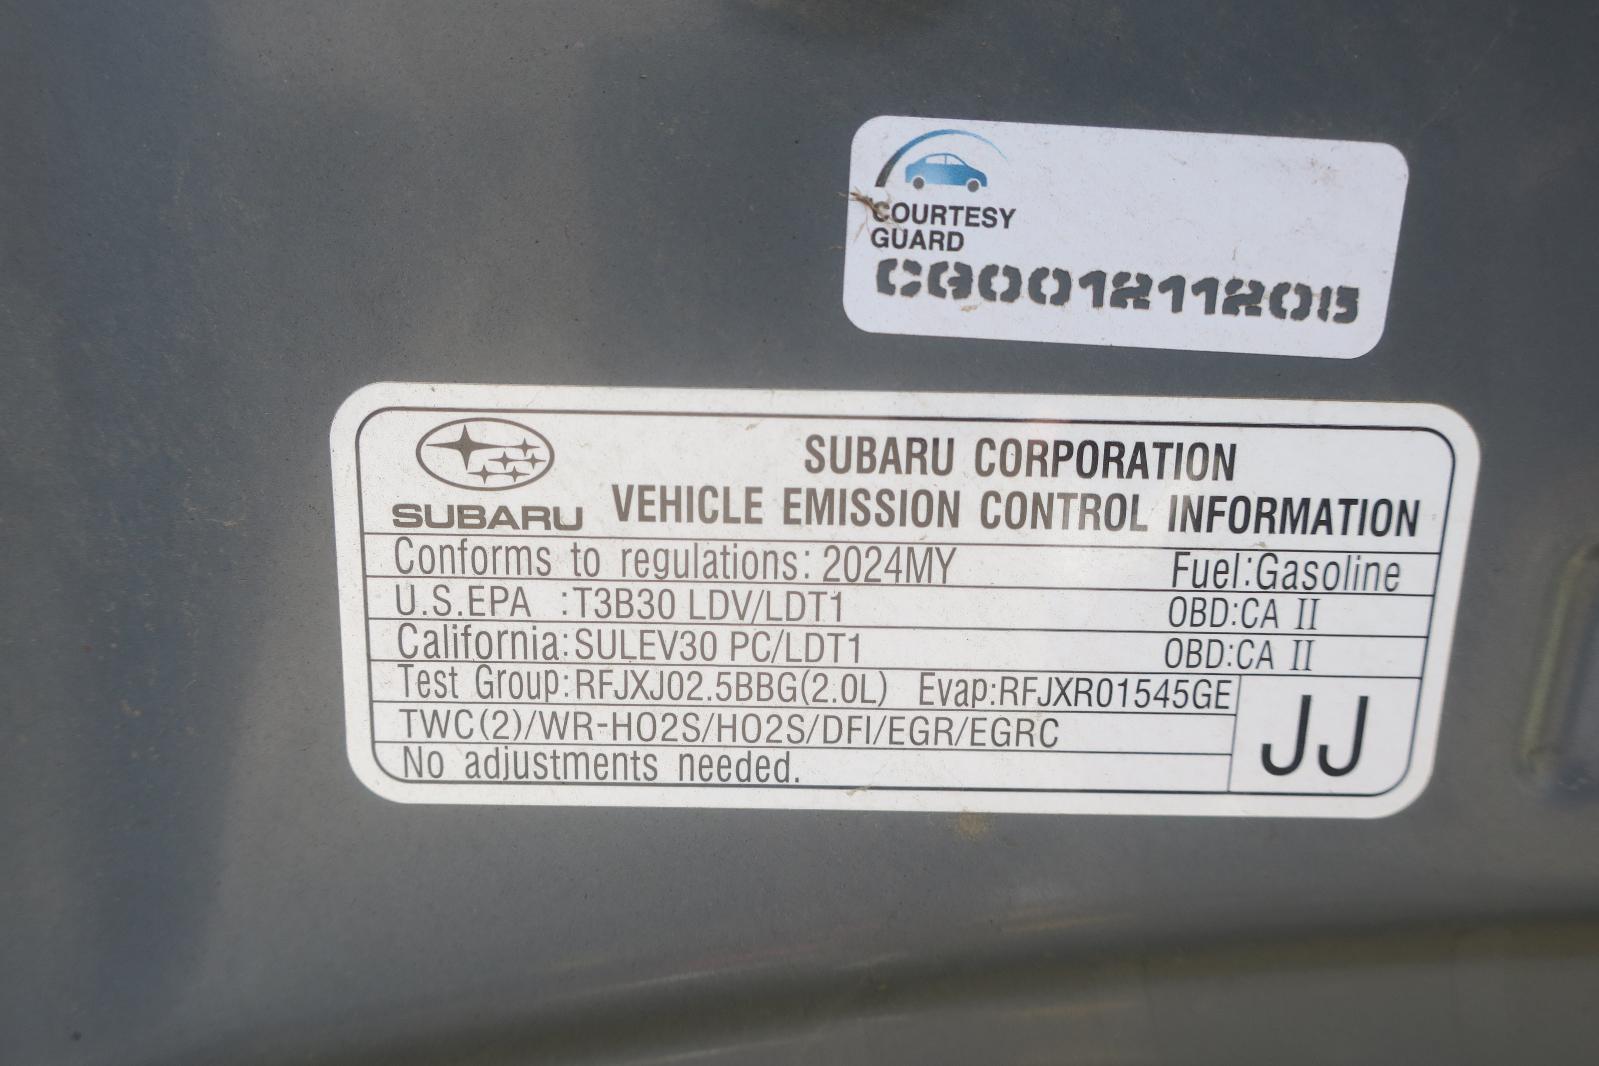 COURTESY
GUARD
SUBARU CORPORATION
SUBARU VEHICLE EMISSION CONTROL INFORMATION
Conforms to regulations: 2024MY Fuel:Gasoline
U.S.EPA :T3B30 LDV/LDT1 OBD:CA II
California:SULEV30 PC/LDT1 OBD:CA II
Test Group:RFJXJ02.5BBG(2.0L) Evap:RFJXR01545GE
JJ
TWC(2)/WR-HO2S/HO2S/DFI/EGR/EGRC
No adjustments needed.